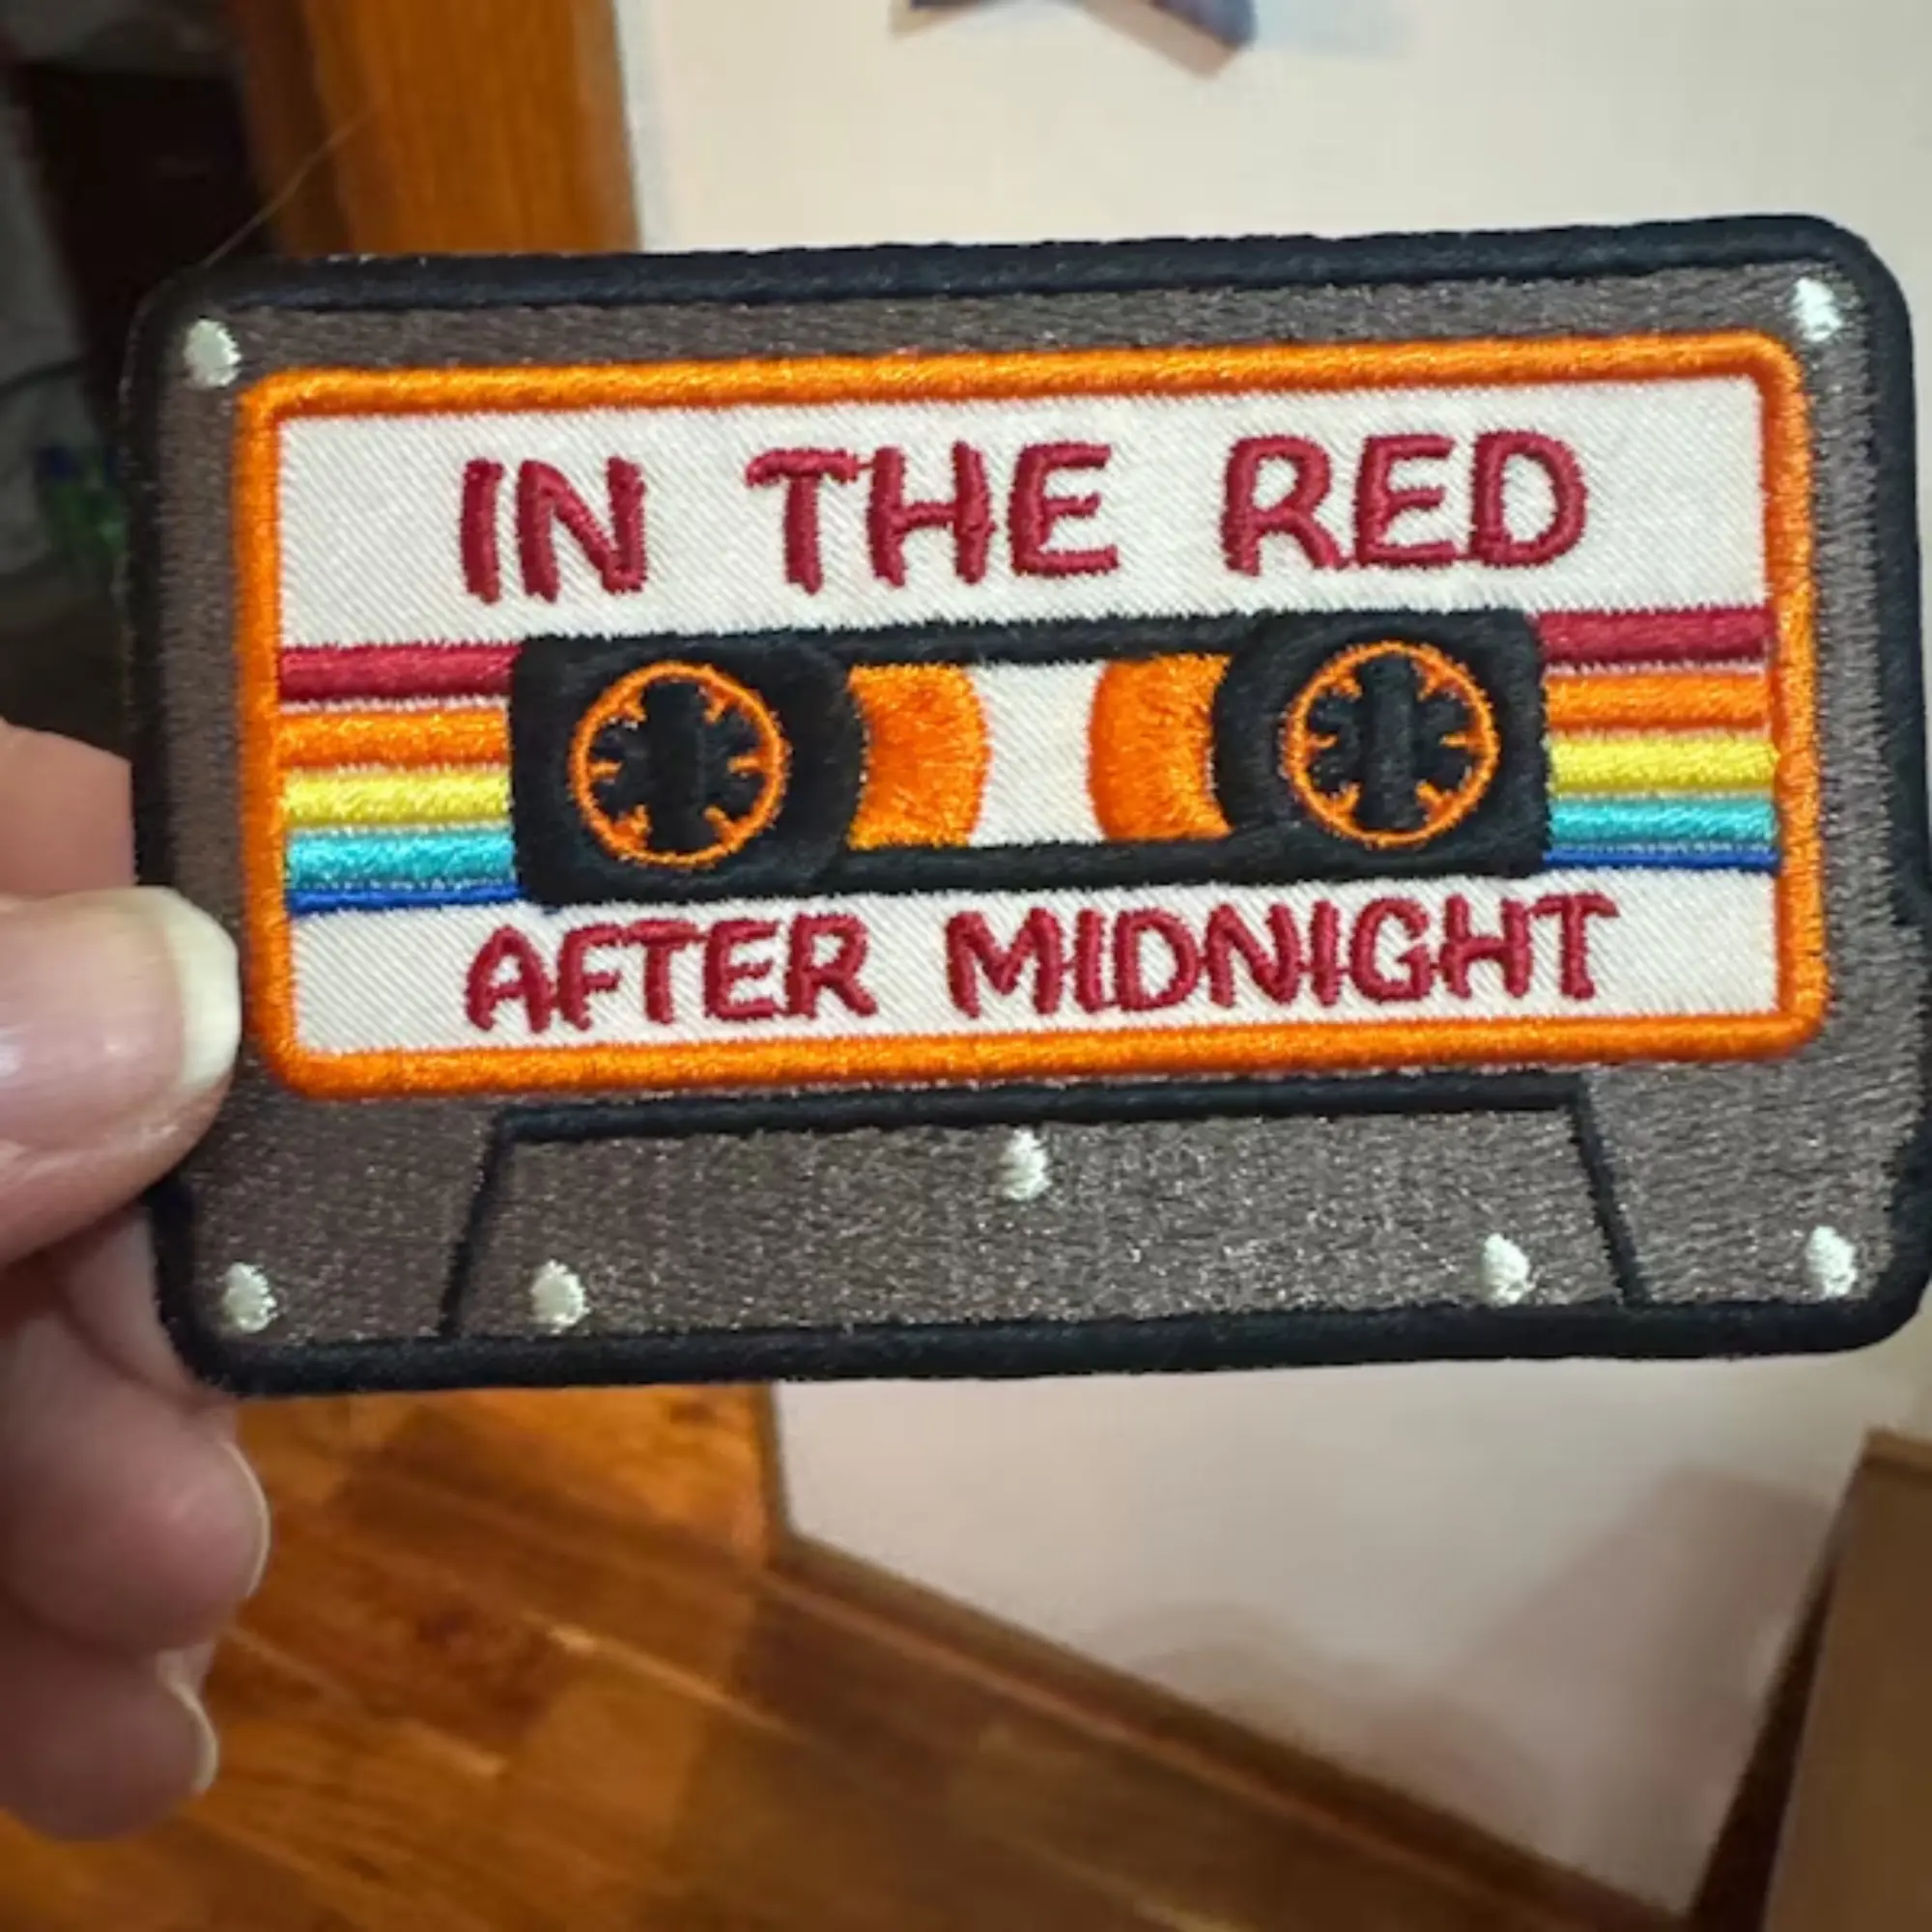 IN THE RED
AFTER MIDNIGHT